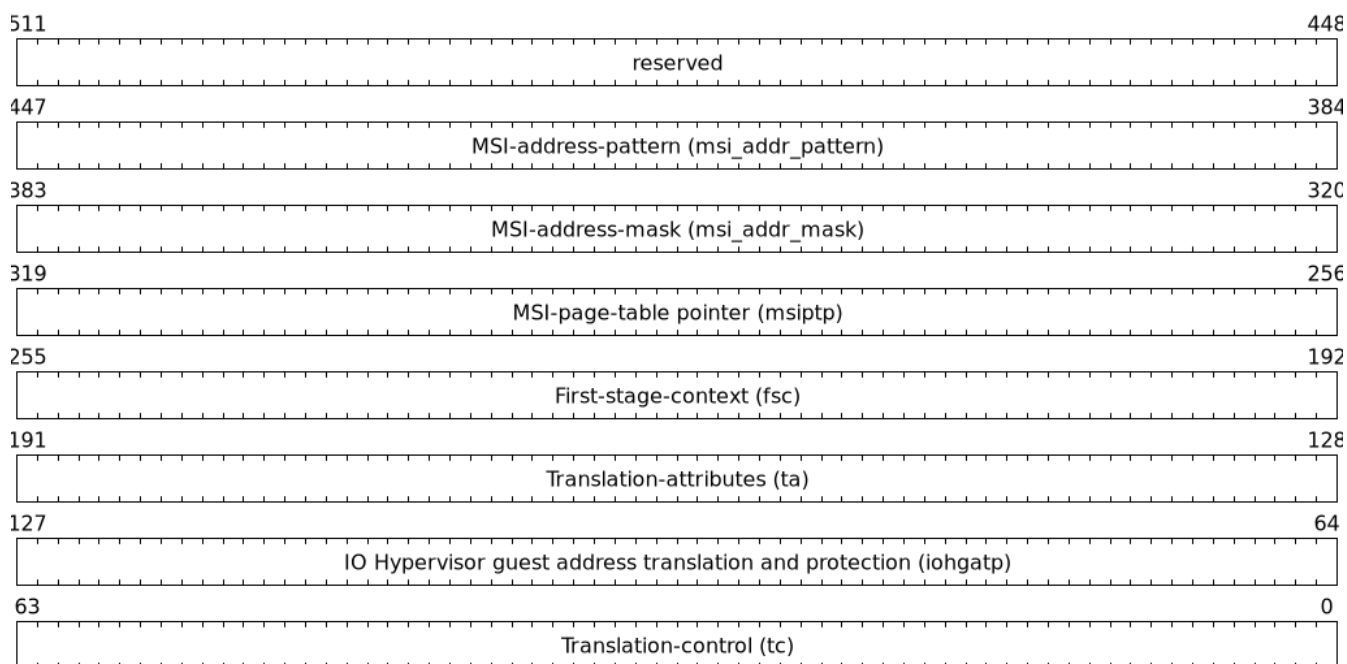 511 448
reserved
447 384
MSI-address-pattern (msi_addr_pattern)
383 320
MSI-address-mask (msi_addr_mask)
319 256
MSI-page-table pointer (msiptp)
255 192
First-stage-context (fsc)
191 128
Translation-attributes (ta)
127 64
IO Hypervisor guest address translation and protection (iohgatp)
63 0
Translation-control (tc)